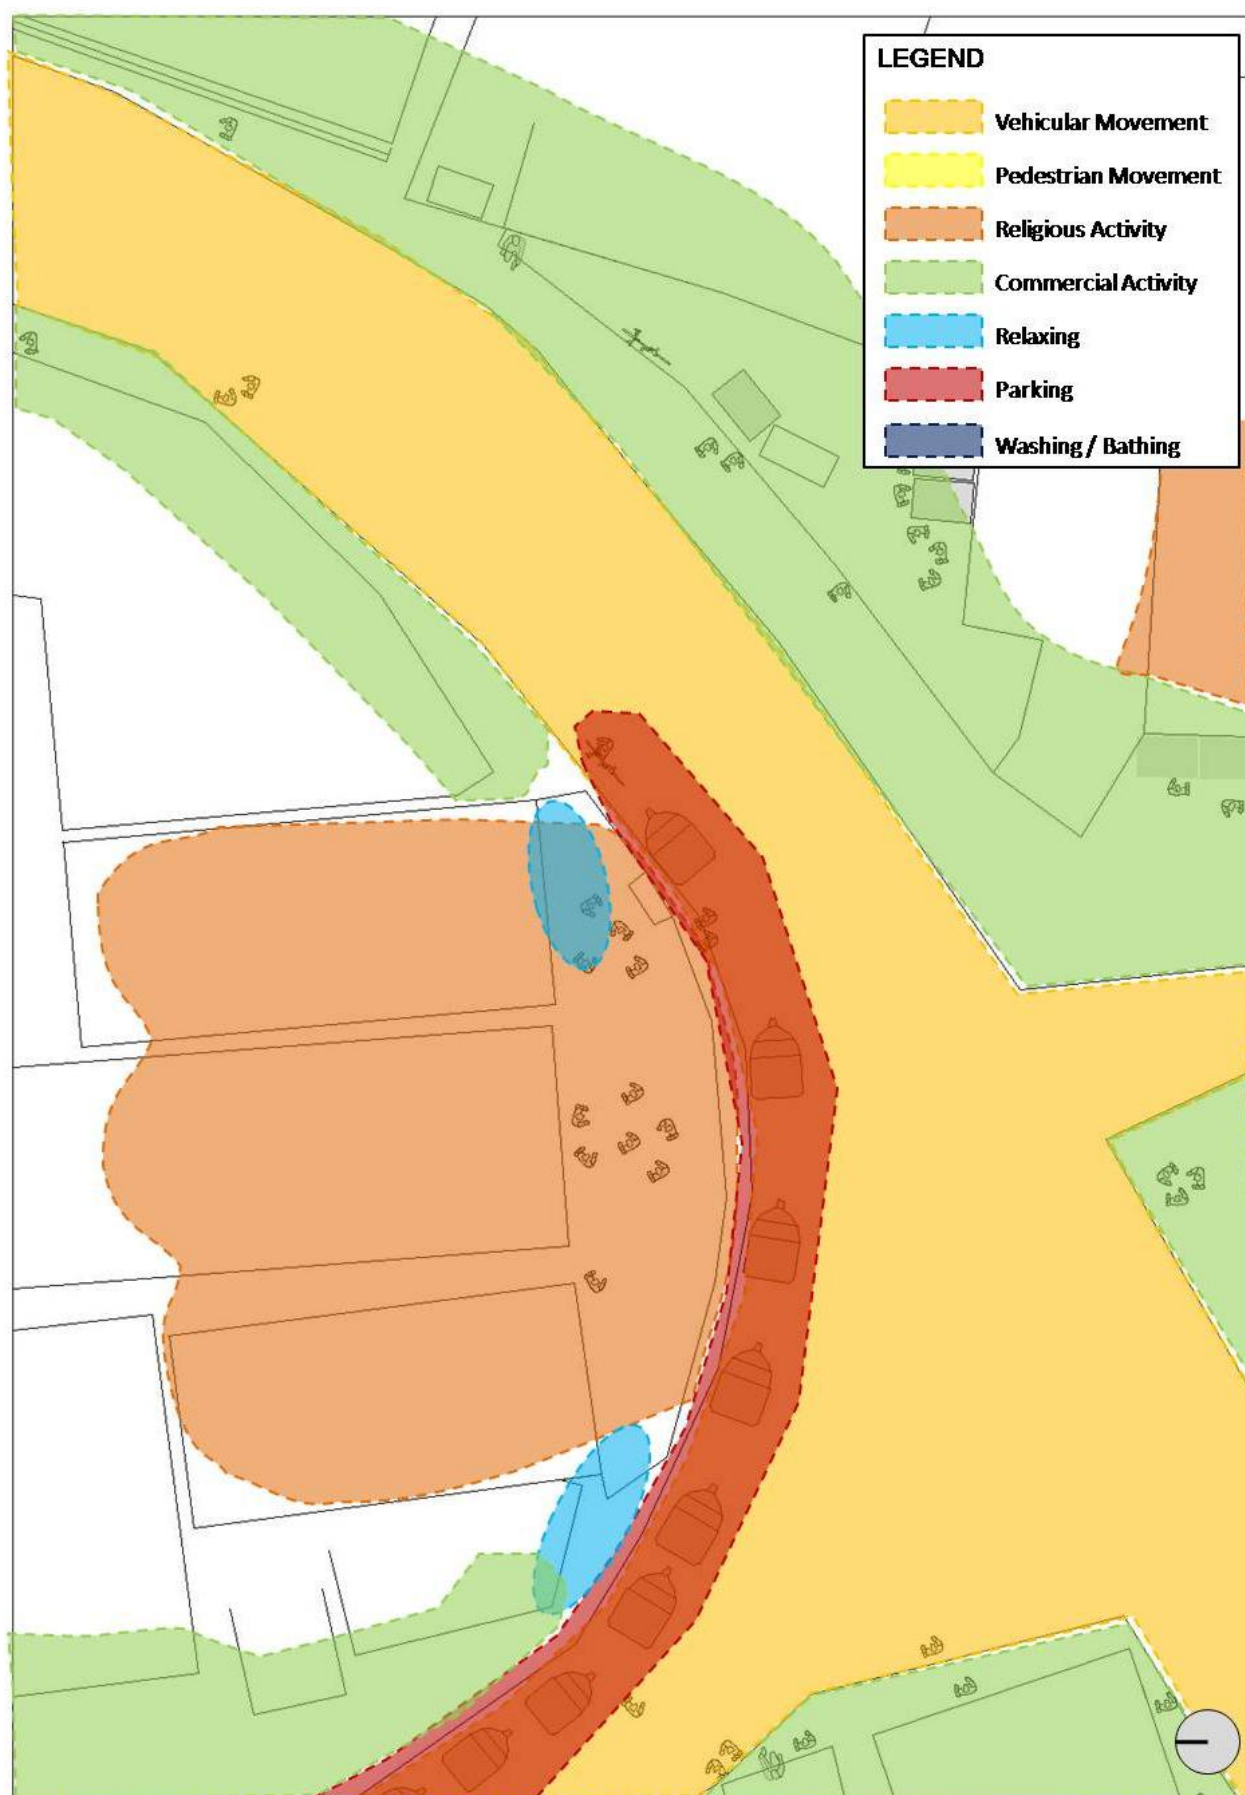 LEGEND
Vehicular Movement
Pedestrian Movement
Religious Activity
Commercial Activity
Relaxing
Parking
Washing / Bathing